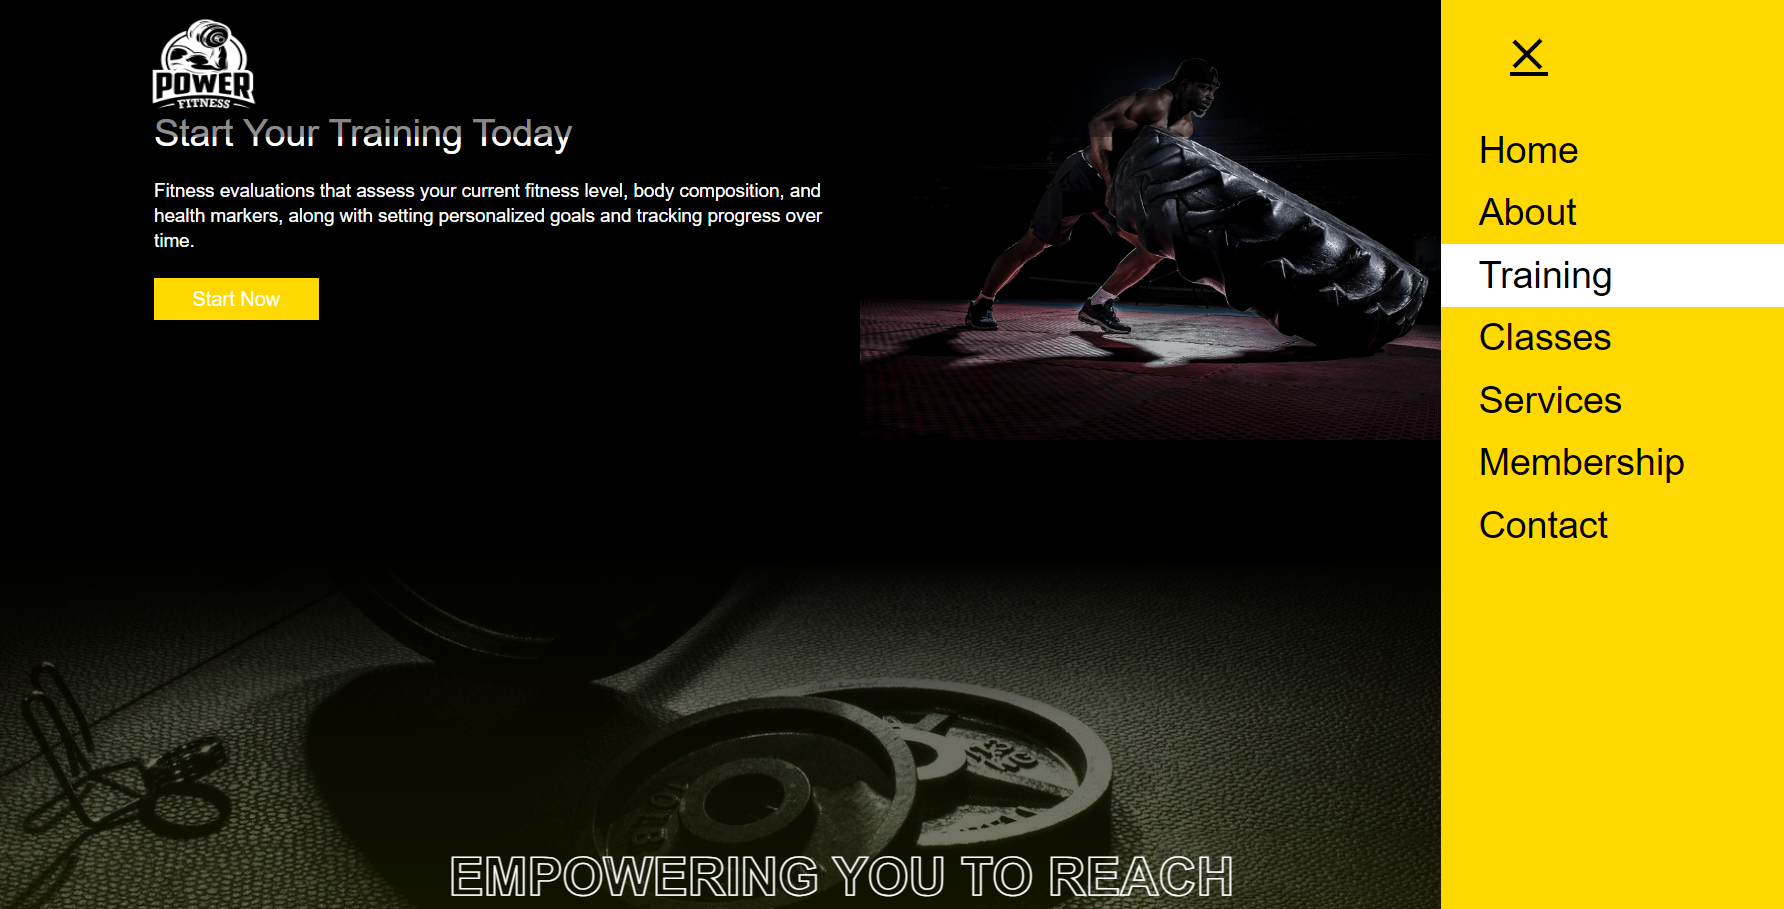 POWER
FITNESS
Start Your Training Today
Fitness evaluations that assess your current fitness level, body composition, and
health markers, along with setting personalized goals and tracking progress over
time.
Start Now
Home
About
Training
Classes
Services
Membership
Contact
EMPOWERING YOU TO REACH